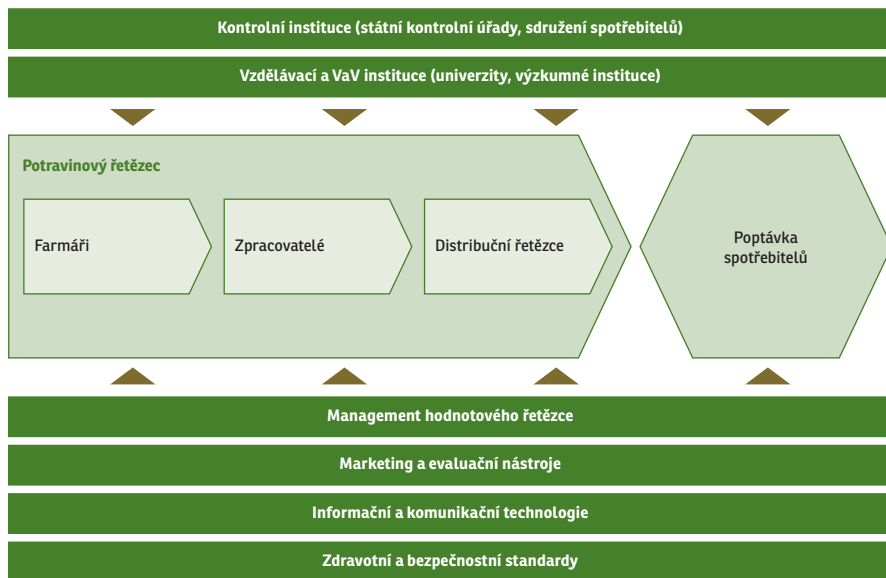 Kontrolní instituce (státní kontrolní úřady, sdružení spotřebitelů)
Vzdělávací a VaV instituce (univerzity, výzkumné instituce)
Potravinový řetězec
Farmáři
Zpracovatelé
Distribuční řetězce
Poptávka
spotřebitelů
Management hodnotového řetězce
Marketing a evaluační nástroje
Informační a komunikační technologie
Zdravotní a bezpečnostní standardy